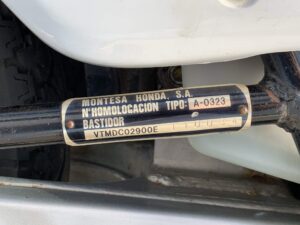 MONTESA HONDA, S.A.
N°HOMOLOGACION TIPO: A-0323
BASTIDOR
VTMDC02900E